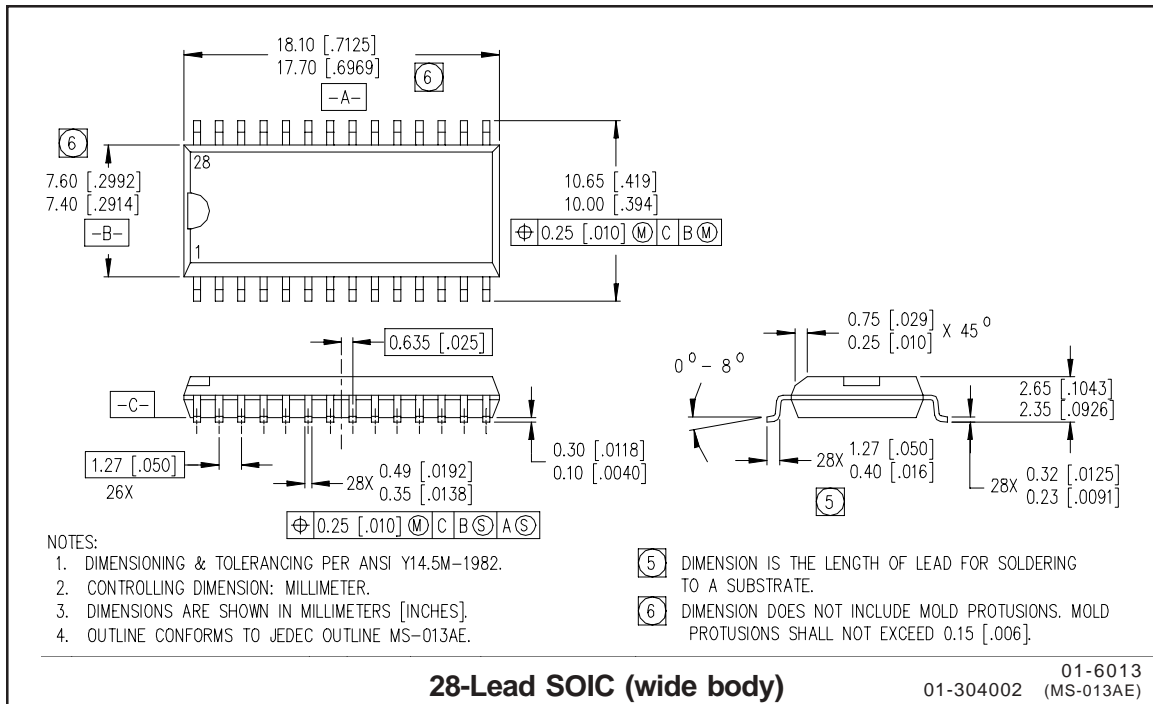 18.10 [.7125]
17.70 [.6969]
6
-A-
6
28
7.60 [.2992]
7.40 [.2914]
-B-
1
10.65 [.419]
10.00 [.394]
⌖ 0.25 [.010] Ⓜ C B Ⓜ
0.635 [.025]
-C-
1.27 [.050]
26X
28X 0.49 [.0192]
0.35 [.0138]
⌖ 0.25 [.010] Ⓜ C B Ⓢ A Ⓢ
0.30 [.0118]
0.10 [.0040]
0.75 [.029]
0.25 [.010] X 45°
0° - 8°
2.65 [.1043]
2.35 [.0926]
28X 1.27 [.050]
0.40 [.016]
5
28X 0.32 [.0125]
0.23 [.0091]
NOTES:
1. DIMENSIONING & TOLERANCING PER ANSI Y14.5M-1982.
2. CONTROLLING DIMENSION: MILLIMETER.
3. DIMENSIONS ARE SHOWN IN MILLIMETERS [INCHES].
4. OUTLINE CONFORMS TO JEDEC OUTLINE MS-013AE.
5 DIMENSION IS THE LENGTH OF LEAD FOR SOLDERING
TO A SUBSTRATE.
6 DIMENSION DOES NOT INCLUDE MOLD PROTUSIONS. MOLD
PROTUSIONS SHALL NOT EXCEED 0.15 [.006].
28-Lead SOIC (wide body)
01-6013
01-304002 (MS-013AE)